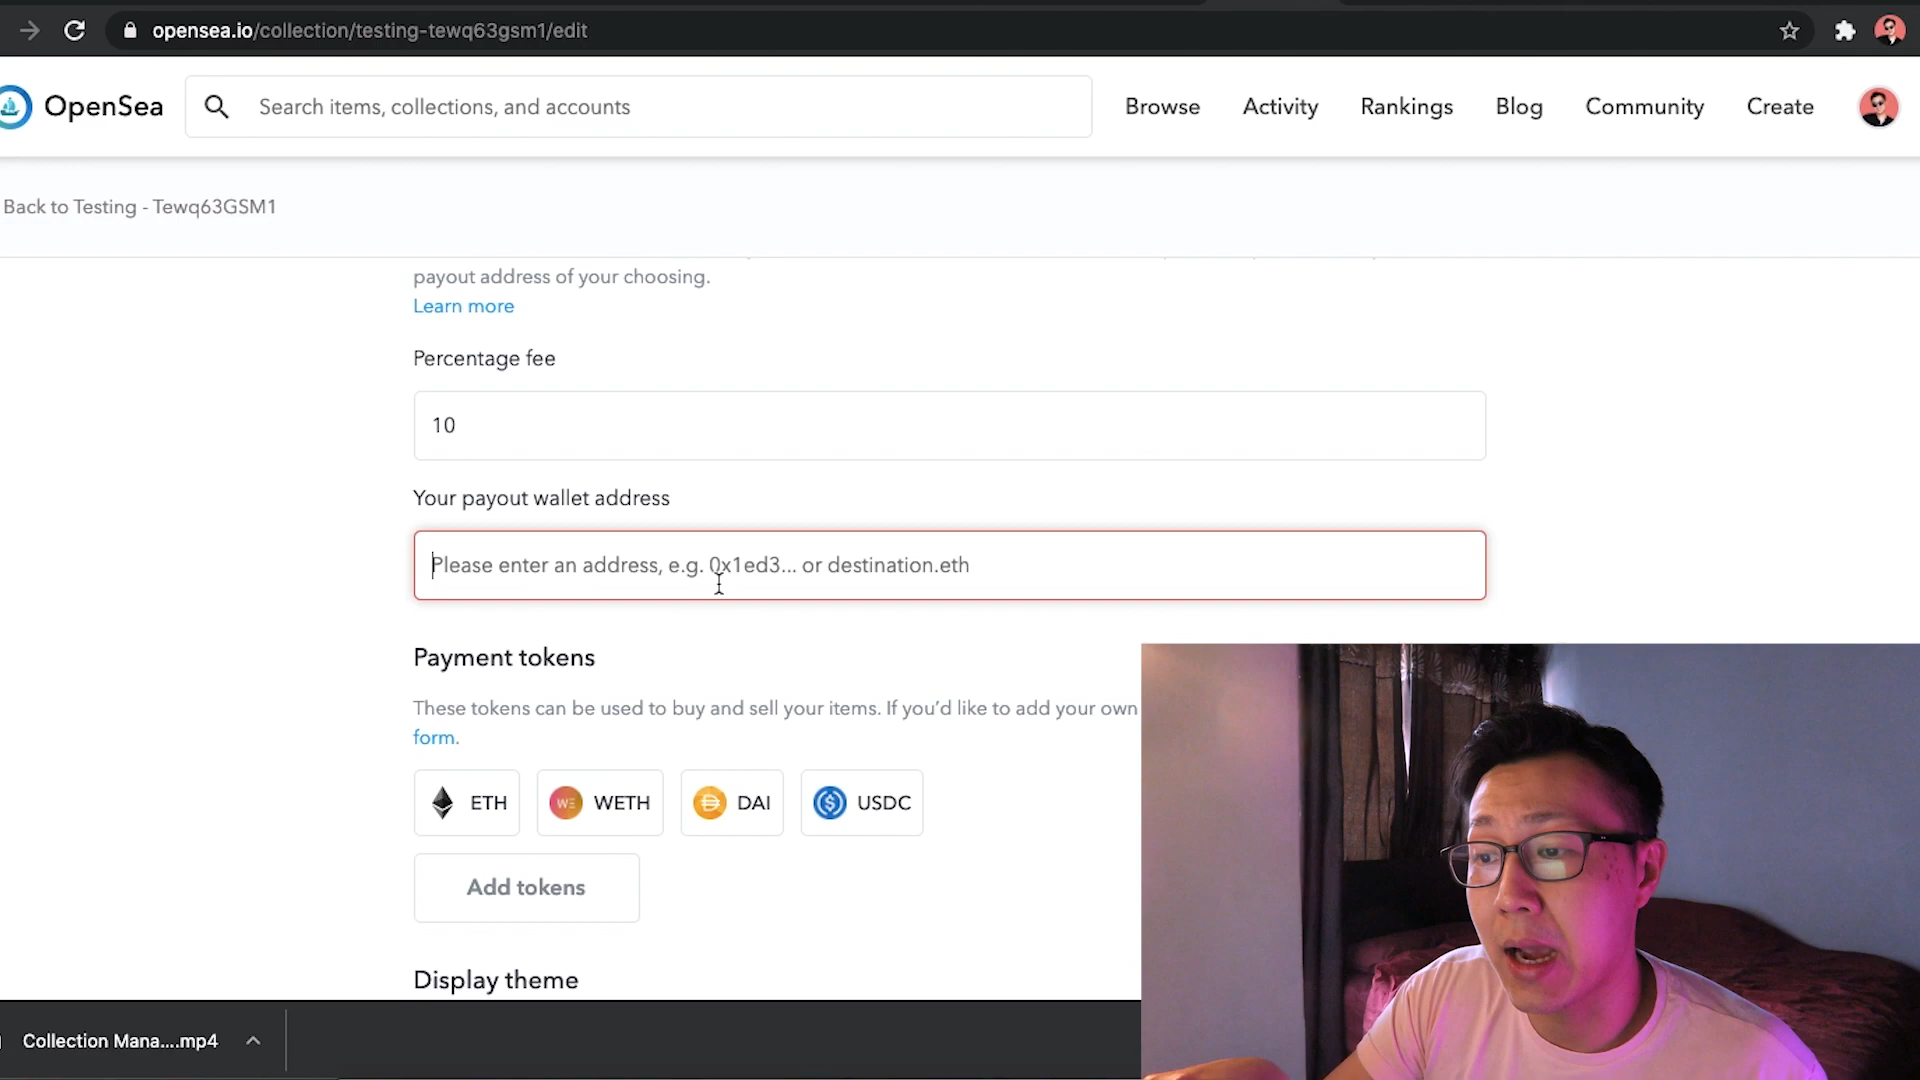 opensea.io/collection/testing-tewq63gsm1/edit
OpenSea
Search items, collections, and accounts
Browse
Activity
Rankings
Blog
Community
Create
Back to Testing - Tewq63GSM1
payout address of your choosing.
Learn more
Percentage fee
10
Your payout wallet address
Please enter an address, e.g. 0x1ed3... or destination.eth
Payment tokens
These tokens can be used to buy and sell your items. If you'd like to add your own
form.
ETH
WE WETH
DAI
USDC
Add tokens
Display theme
Collection Mana....mp4